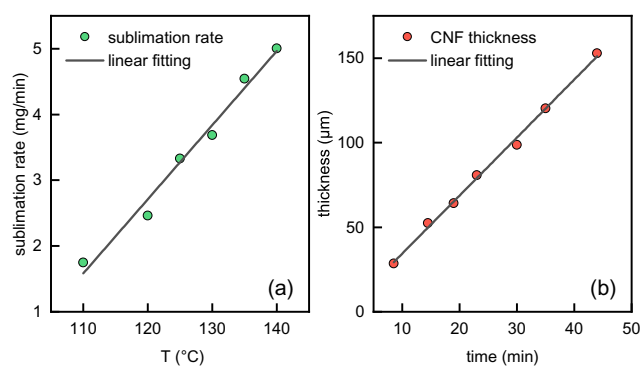 sublimation rate
linear fitting
5
4
3
2
1
sublimation rate (mg/min)
(a)
110 120 130 140
T (°C)
CNF thickness
linear fitting
150
100
50
0
thickness (μm)
(b)
10 20 30 40 50
time (min)